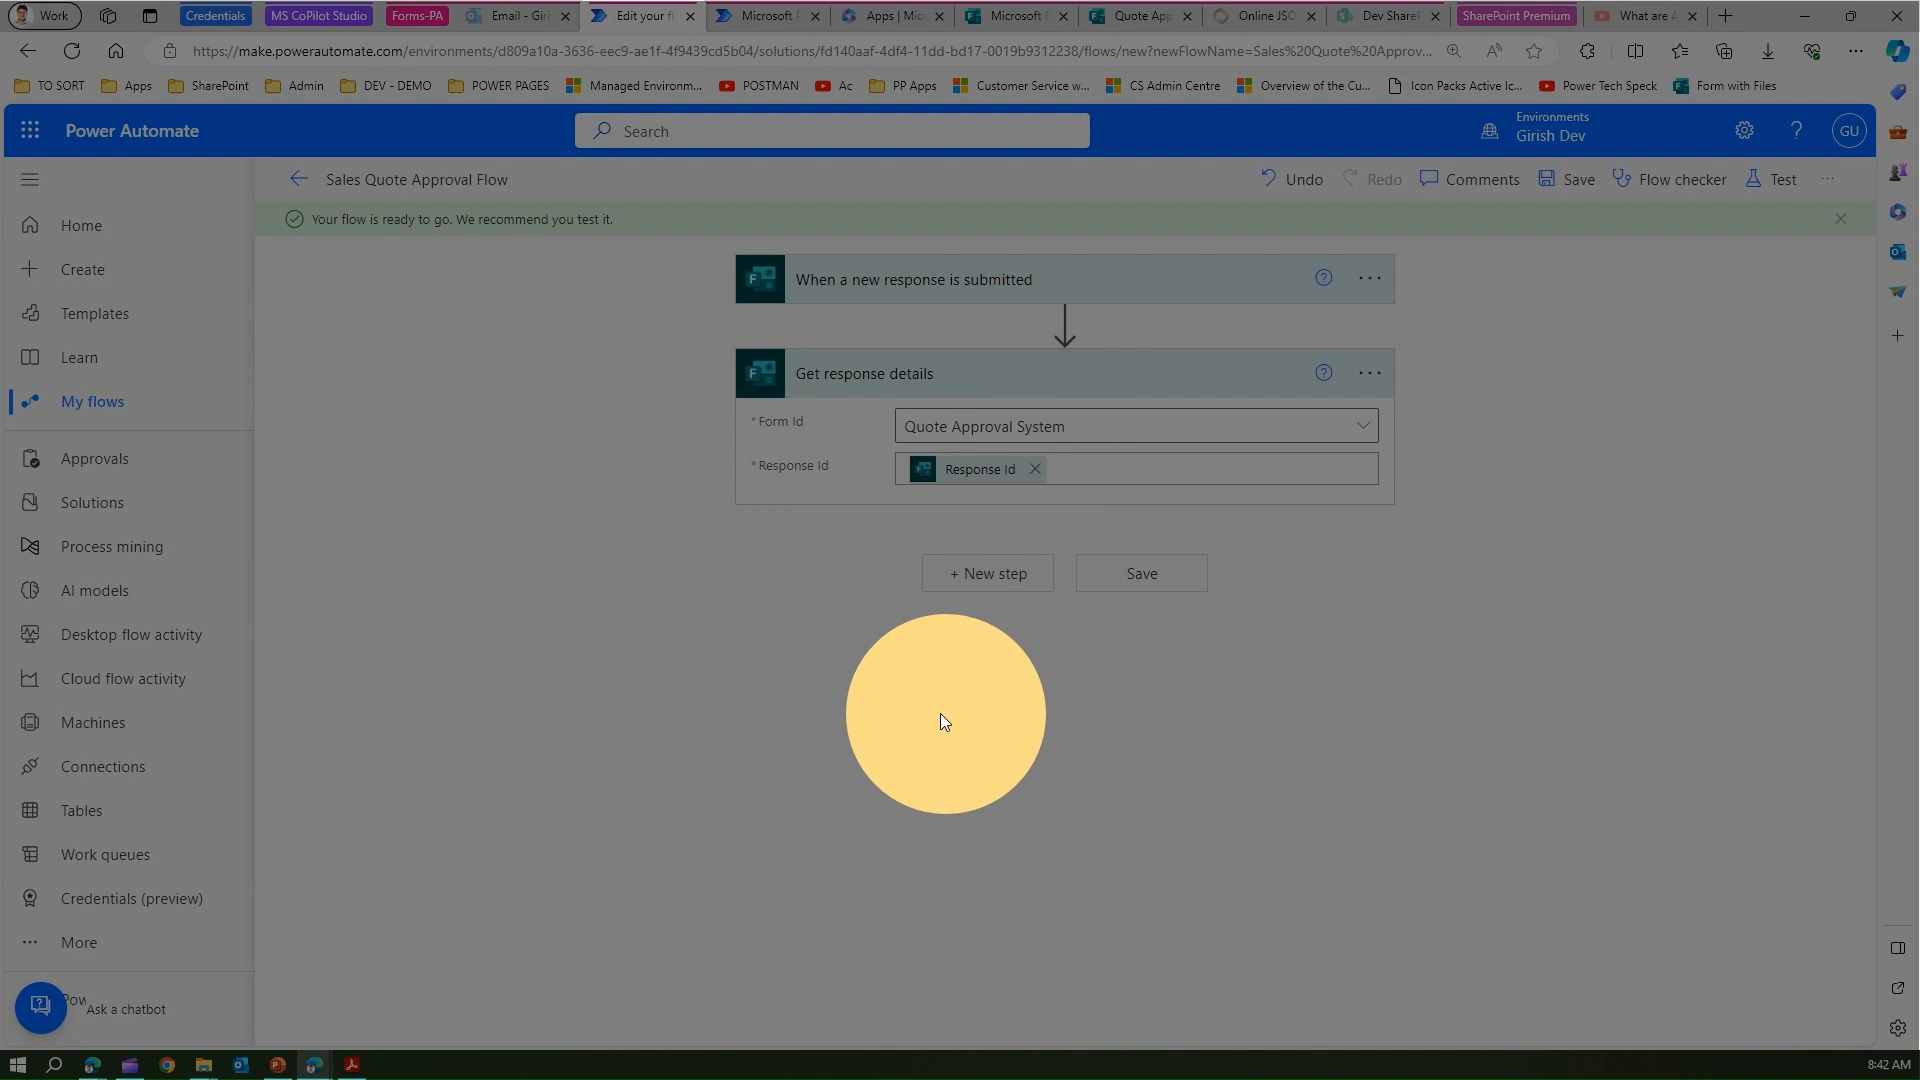 Work
Credentials
MS CoPilot Studio
Forms-PA
Email - Giri
Edit your fl
Microsoft P
Apps | Mic
Microsoft F
Quote App
Online JSO
Dev ShareP
SharePoint Premium
What are A
https://make.powerautomate.com/environments/d809a10a-3636-eec9-ae1f-4f9439cd5b04/solutions/fd140aaf-4df4-11dd-bd17-0019b9312238/flows/new?newFlowName=Sales%20Quote%20Approv...
TO SORT
Apps
SharePoint
Admin
DEV - DEMO
POWER PAGES
Managed Environm...
POSTMAN
Ac
PP Apps
Customer Service w...
CS Admin Centre
Overview of the Cu...
Icon Packs Active Ic...
Power Tech Speck
Form with Files
Power Automate
Search
Environments
Girish Dev
GU
Sales Quote Approval Flow
Undo
Redo
Comments
Save
Flow checker
Test
Your flow is ready to go. We recommend you test it.
Home
Create
Templates
Learn
My flows
Approvals
Solutions
Process mining
AI models
Desktop flow activity
Cloud flow activity
Machines
Connections
Tables
Work queues
Credentials (preview)
More
Pow
Ask a chatbot
When a new response is submitted
Get response details
* Form Id
Quote Approval System
* Response Id
Response Id
+ New step
Save
8:42 AM